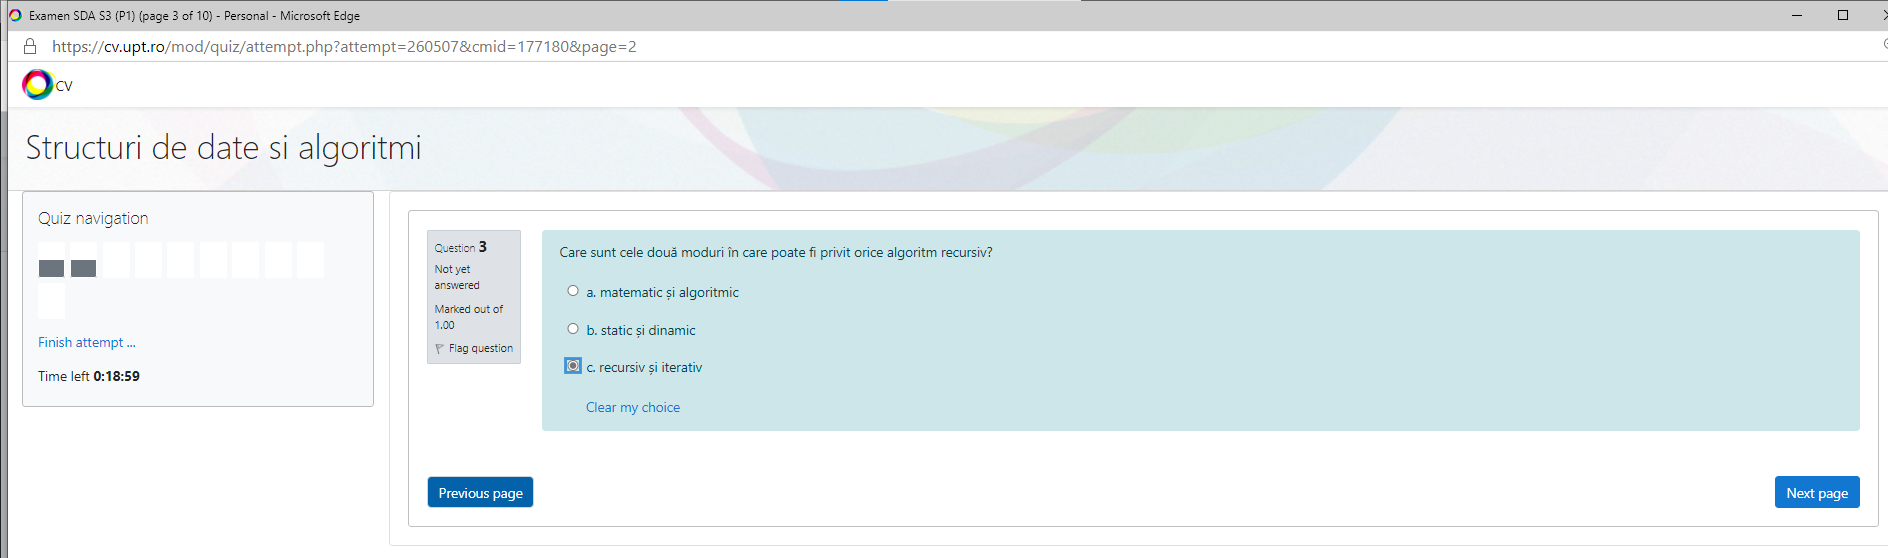 Examen SDA S3 (P1) (page 3 of 10) - Personal - Microsoft Edge
https://cv.upt.ro/mod/quiz/attempt.php?attempt=260507&cmid=177180&page=2
CV
Structuri de date si algoritmi
Quiz navigation
Finish attempt ...
Time left 0:18:59
Question 3
Not yet
answered
Marked out of
1.00
Flag question
Care sunt cele două moduri în care poate fi privit orice algoritm recursiv?
a. matematic și algoritmic
b. static și dinamic
c. recursiv și iterativ
Clear my choice
Previous page
Next page